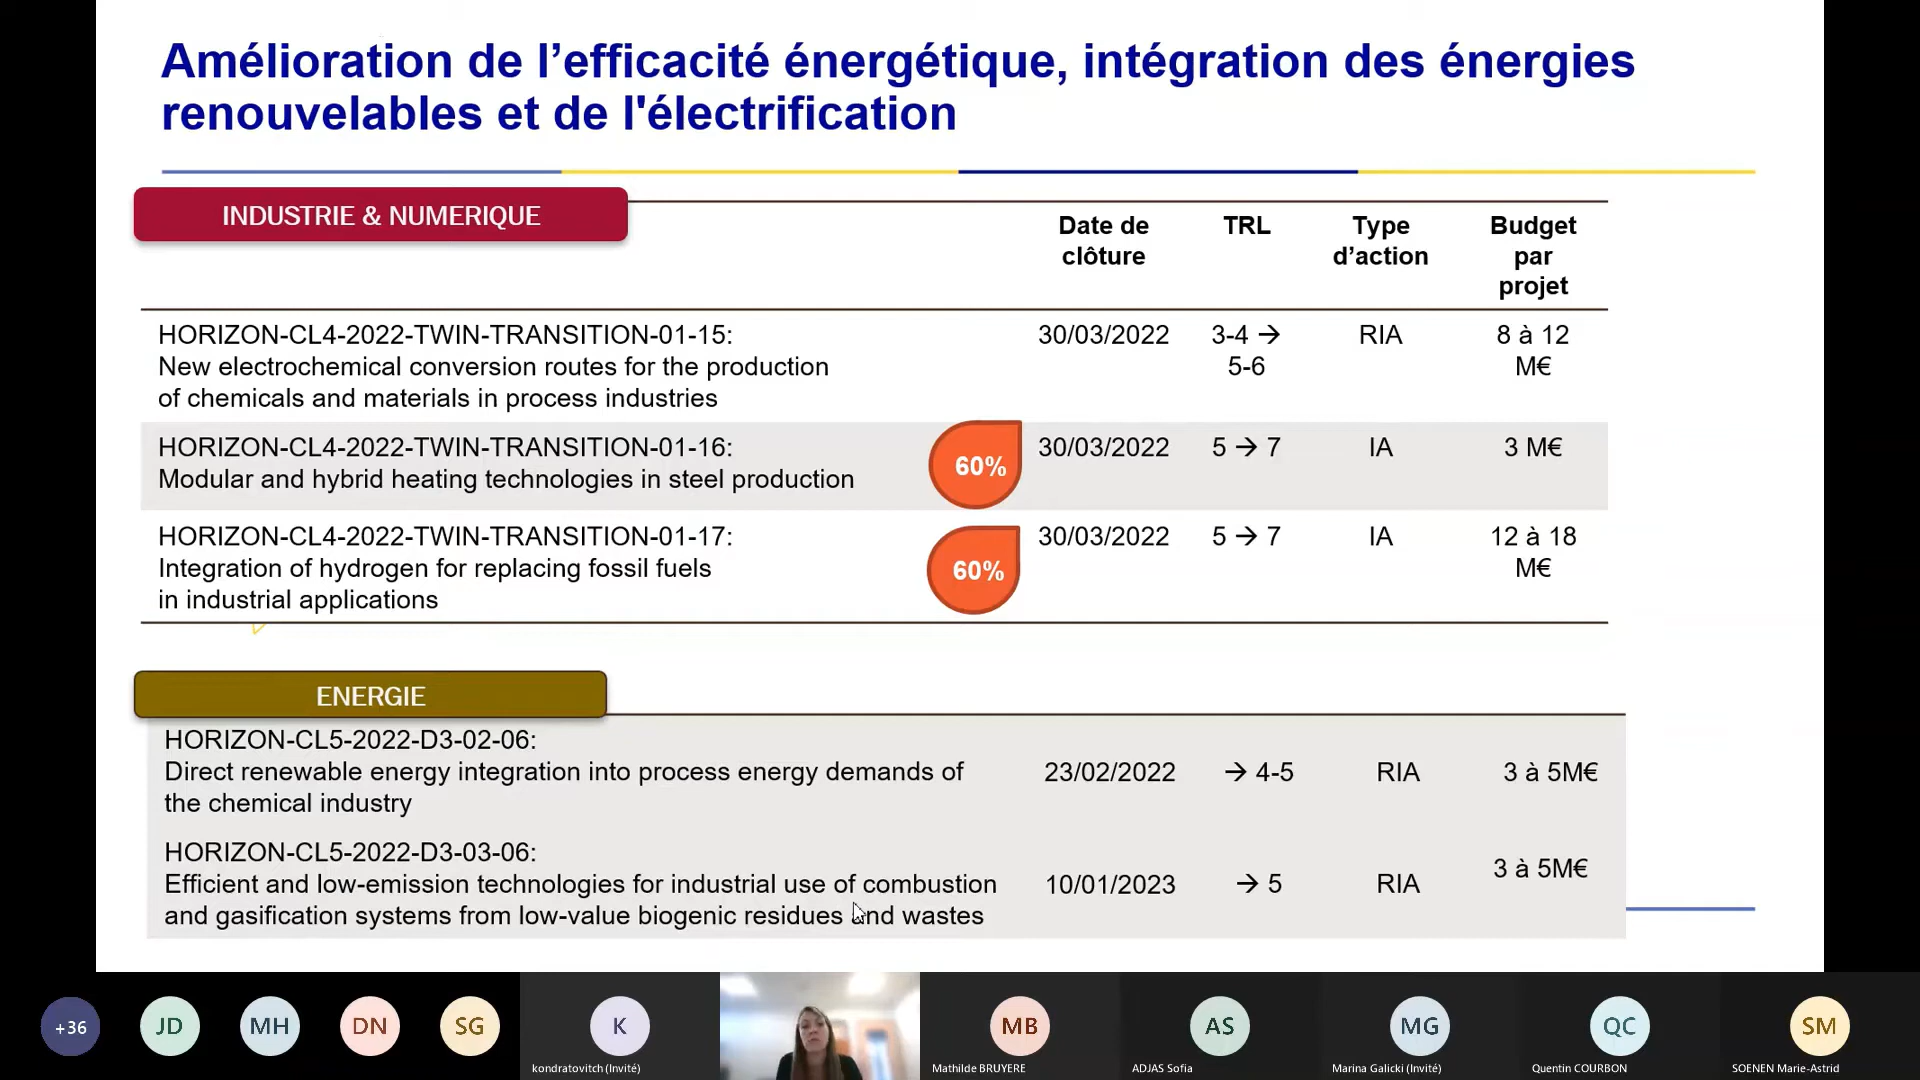 Amélioration de l’efficacité énergétique, intégration des énergies
renouvelables et de l'électrification
INDUSTRIE & NUMERIQUE
Date de
clôture
TRL
Type
d’action
Budget
par
projet
HORIZON-CL4-2022-TWIN-TRANSITION-01-15:
New electrochemical conversion routes for the production
of chemicals and materials in process industries
30/03/2022
3-4 →
5-6
RIA
8 à 12
M€
HORIZON-CL4-2022-TWIN-TRANSITION-01-16:
Modular and hybrid heating technologies in steel production
60%
30/03/2022
5 → 7
IA
3 M€
HORIZON-CL4-2022-TWIN-TRANSITION-01-17:
Integration of hydrogen for replacing fossil fuels
in industrial applications
60%
30/03/2022
5 → 7
IA
12 à 18
M€
ENERGIE
HORIZON-CL5-2022-D3-02-06:
Direct renewable energy integration into process energy demands of
the chemical industry
23/02/2022
→ 4-5
RIA
3 à 5M€
HORIZON-CL5-2022-D3-03-06:
Efficient and low-emission technologies for industrial use of combustion
and gasification systems from low-value biogenic residues and wastes
10/01/2023
→ 5
RIA
3 à 5M€
+36
JD
MH
DN
SG
K
kondratovitch (Invité)
MB
Mathilde BRUYERE
AS
ADJAS Sofia
MG
Marina Galicki (Invité)
QC
Quentin COURBON
SM
SOENEN Marie-Astrid